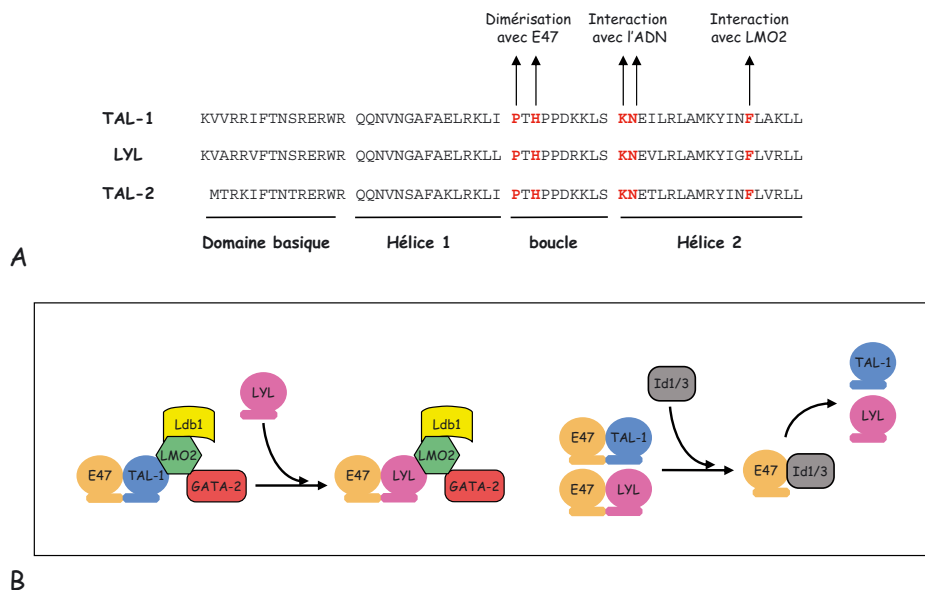 Dimérisation avec E47
Interaction avec l'ADN
Interaction avec LMO2
TAL-1 KVVRRIFTNSRERWR QQNVNGAFAELRKLI PTHPPDKKLS KNEILRLAMKYINFLAKLL
LYL KVARRVFTNSRERWR QQNVNGAFAELRKLL PTHPPDRKLS KNEVLRLAMKYIGFLVRLL
TAL-2 MTRKIFTNTRERWR QQNVNSAFAKLRKLI PTHPPDKKLS KNETLRLAMRYINFLVRLL
Domaine basique Hélice 1 boucle Hélice 2
A
LYL
Ldb1
LMO2
E47 TAL-1
GATA-2
Ldb1
LMO2
E47 LYL
GATA-2
Id1/3
E47 TAL-1
E47 LYL
E47 Id1/3
TAL-1
LYL
B